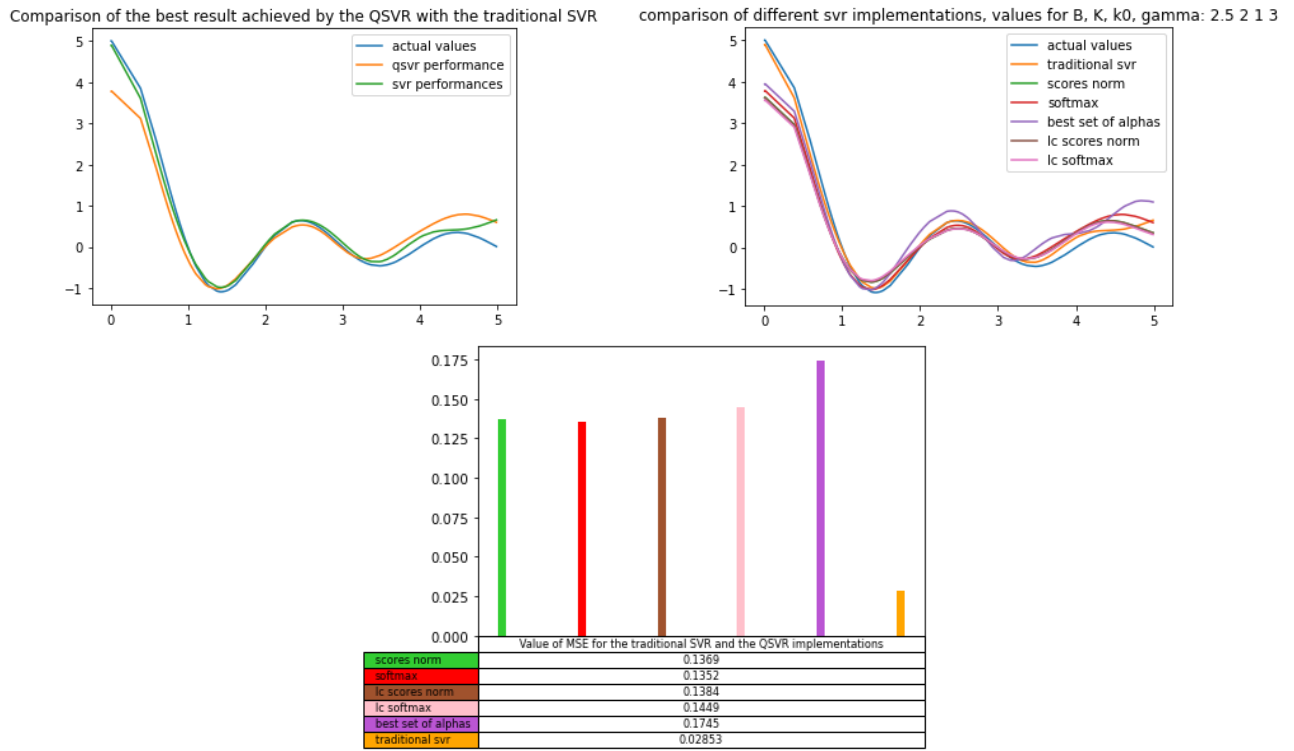 Comparison of the best result achieved by the QSVR with the traditional SVR
5
4
3
2
1
0
−1
0 1 2 3 4 5
actual values
qsvr performance
svr performances
comparison of different svr implementations, values for B, K, k0, gamma: 2.5 2 1 3
5
4
3
2
1
0
−1
0 1 2 3 4 5
actual values
traditional svr
scores norm
softmax
best set of alphas
lc scores norm
lc softmax
0.175
0.150
0.125
0.100
0.075
0.050
0.025
0.000
Value of MSE for the traditional SVR and the QSVR implementations
scores norm 0.1369
softmax 0.1352
lc scores norm 0.1384
lc softmax 0.1449
best set of alphas 0.1745
traditional svr 0.02853